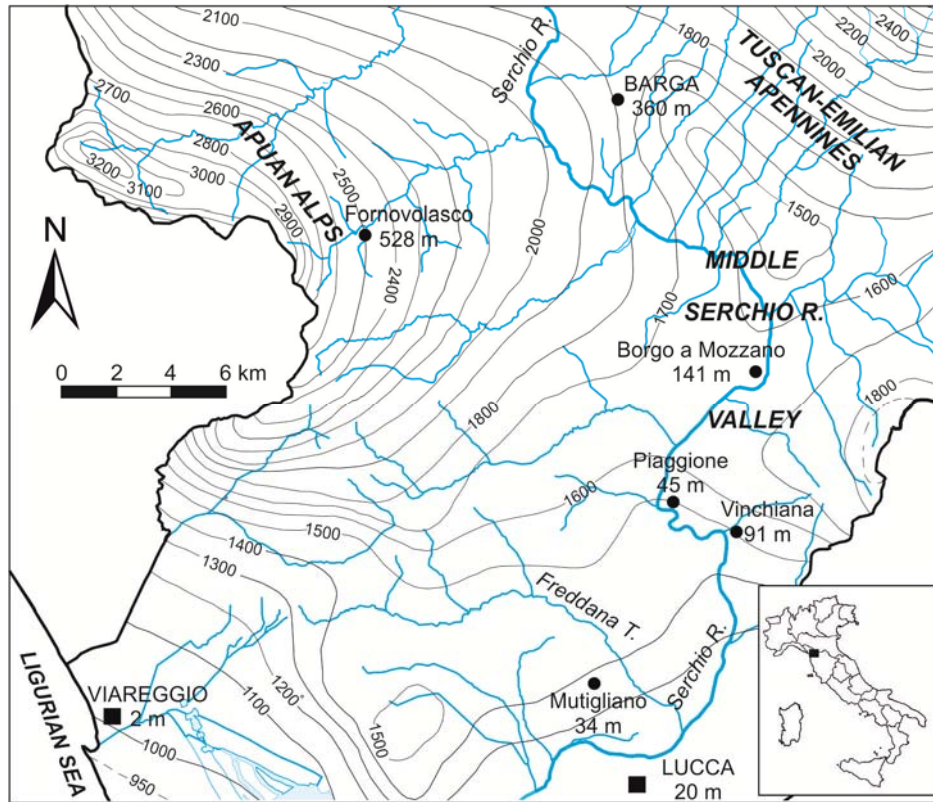 2100
2300
2700
2600
2800
3200
3100
3000
2900
2500
2400
APUAN ALPS
Fornovolasco
528 m
Serchio R.
BARGA
360 m
1800
TUSCAN-EMILIAN
APENNINES
2200
2400
2000
1500
2000
N
0 2 4 6 km
MIDDLE
SERCHIO R.
VALLEY
1700
1600
1800
Borgo a Mozzano
141 m
1800
Piaggione
45 m
1600
Vinchiana
91 m
1500
1400
1300
1200°
1100
1000
950
Freddana T.
Serchio R.
LIGURIAN SEA
VIAREGGIO
2 m
1500
Mutigliano
34 m
LUCCA
20 m